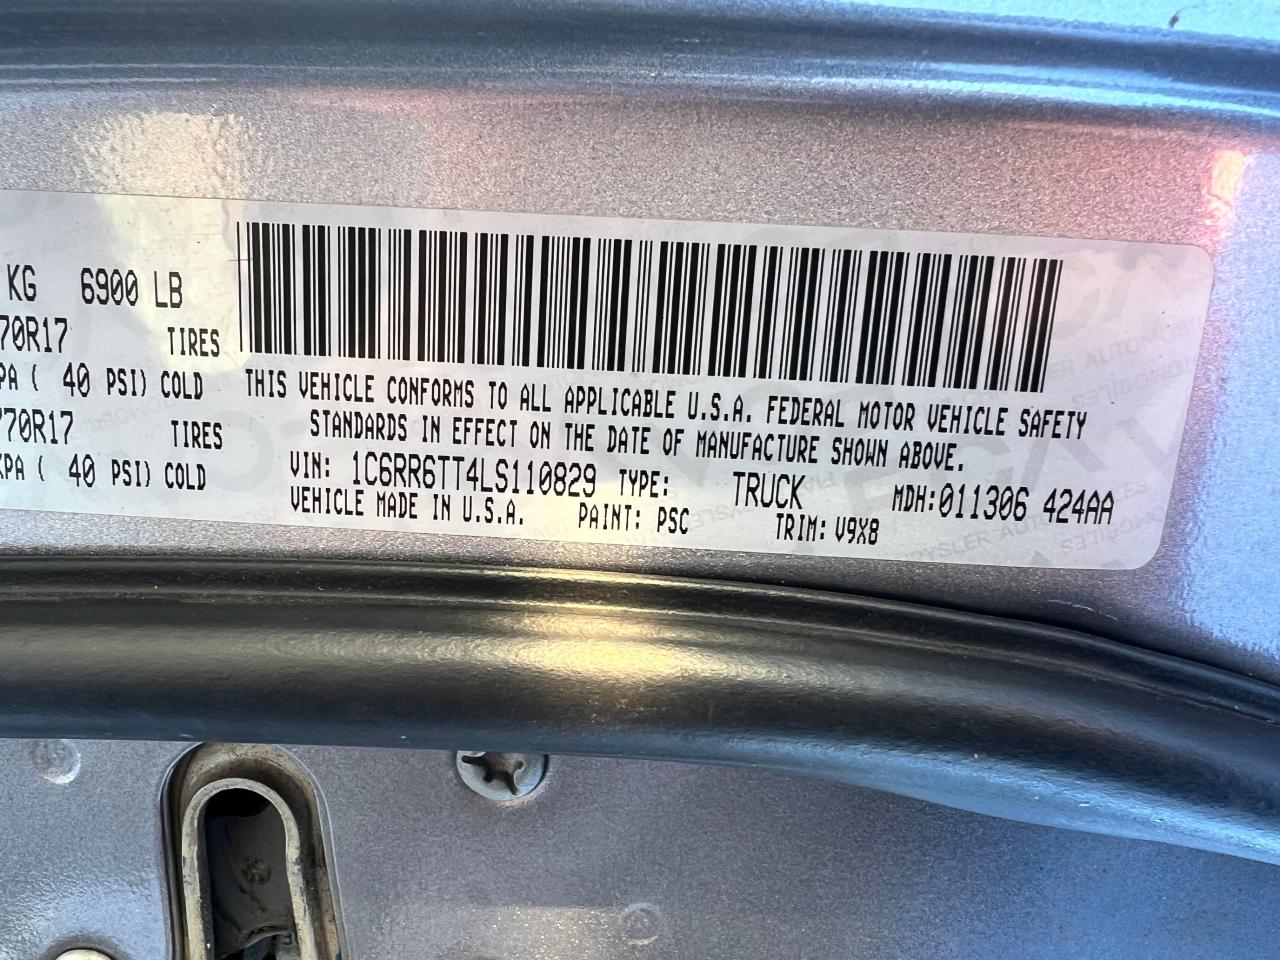 KG 6900 LB
70R17 TIRES
PA ( 40 PSI) COLD
70R17 TIRES
KPA ( 40 PSI) COLD
THIS VEHICLE CONFORMS TO ALL APPLICABLE U.S.A. FEDERAL MOTOR VEHICLE SAFETY
STANDARDS IN EFFECT ON THE DATE OF MANUFACTURE SHOWN ABOVE.
VIN: 1C6RR6TT4LS110829 TYPE: TRUCK MDH:011306 424AA
VEHICLE MADE IN U.S.A. PAINT: PSC TRIM: V9X8